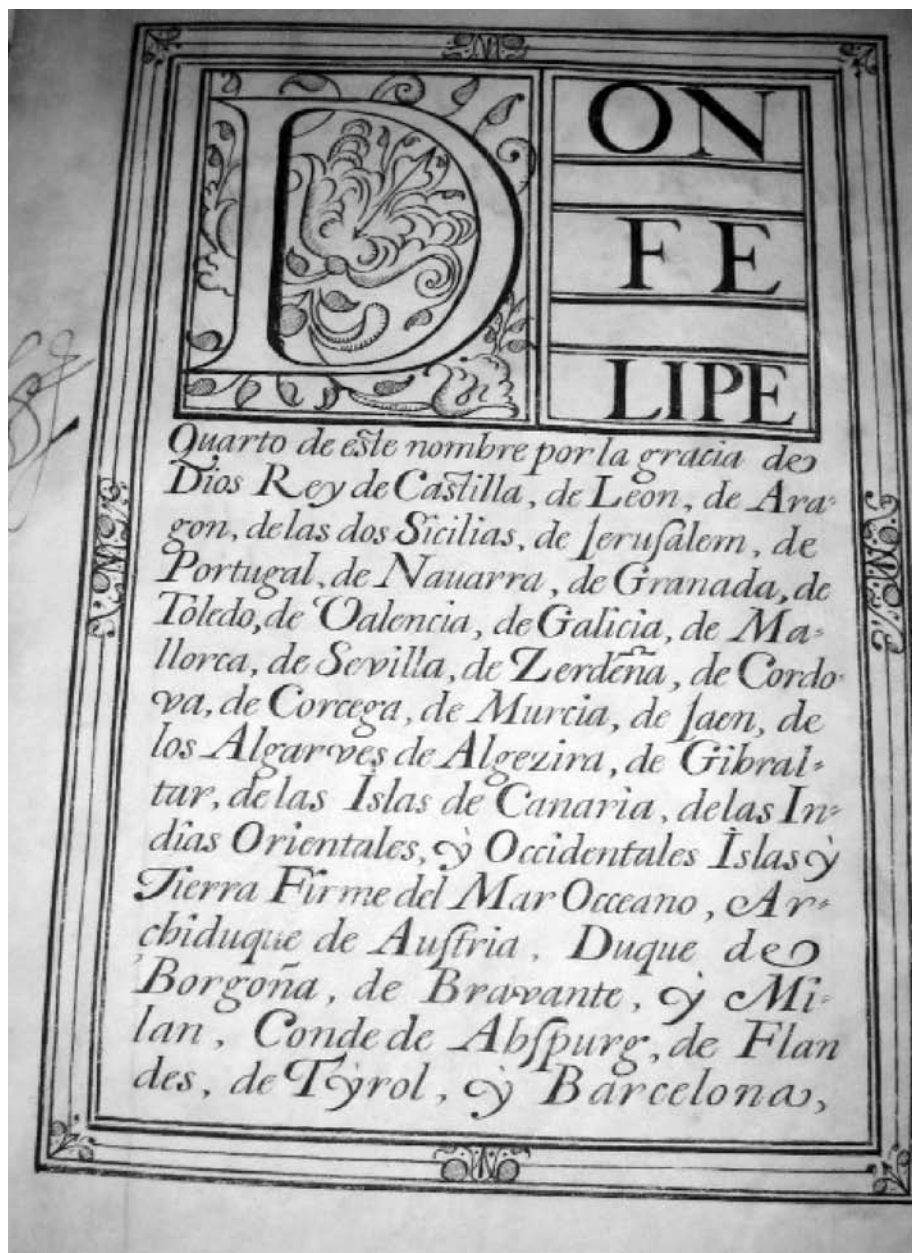 DON
FE
LIPE
Quarto de este nombre por la gracia de
Dios Rey de Castilla, de Leon, de Ara-
gon, de las dos Sicilias, de Jeruſalem, de
Portugal, de Nauarra, de Granada, de
Toledo, de Valencia, de Galicia, de Ma-
llorca, de Sevilla, de Zerdeña, de Cordo-
va, de Corcega, de Murcia, de Jaen, de
los Algarves de Algezira, de Gibral-
tar, de las Islas de Canaria, de las In-
dias Orientales, ÿ Occidentales Islas ÿ
Tierra Firme del Mar Occeano, Ar-
chiduque de Auſtria, Duque de
Borgoña, de Bravante, ÿ Mi-
lan, Conde de Abſpurg, de Flan
des, de Tÿrol, ÿ Barcelona,